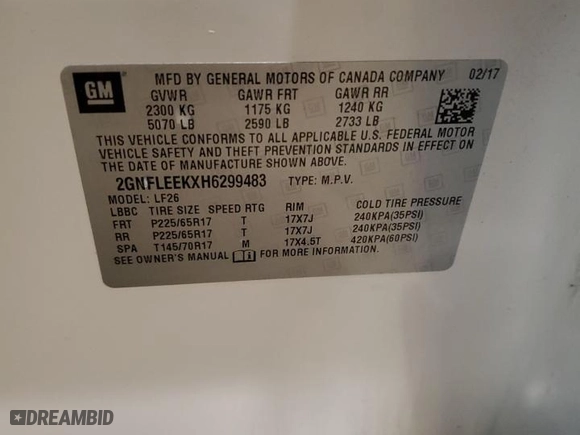 GM
MFD BY GENERAL MOTORS OF CANADA COMPANY 02/17
GVWR GAWR FRT GAWR RR
2300 KG 1175 KG 1240 KG
5070 LB 2590 LB 2733 LB
THIS VEHICLE CONFORMS TO ALL APPLICABLE U.S. FEDERAL MOTOR
VEHICLE SAFETY AND THEFT PREVENTION STANDARDS IN EFFECT ON
THE DATE OF MANUFACTURE SHOWN ABOVE.
2GNFLEEKXH6299483 TYPE: M.P.V.
MODEL: LF26
LBBC TIRE SIZE SPEED RTG RIM COLD TIRE PRESSURE
FRT P225/65R17 T 17X7J 240KPA(35PSI)
RR P225/65R17 T 17X7J 240KPA(35PSI)
SPA T145/70R17 M 17X4.5T 420KPA(60PSI)
SEE OWNER'S MANUAL FOR MORE INFORMATION.
DREAMBID